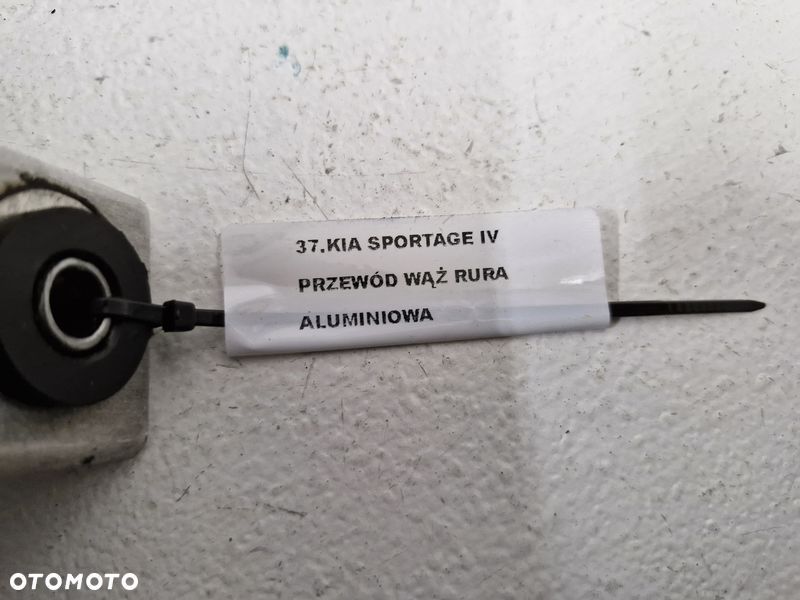 37.KIA SPORTAGE IV
PRZEWÓD WĄŻ RURA
ALUMINIOWA
OTOMOTO